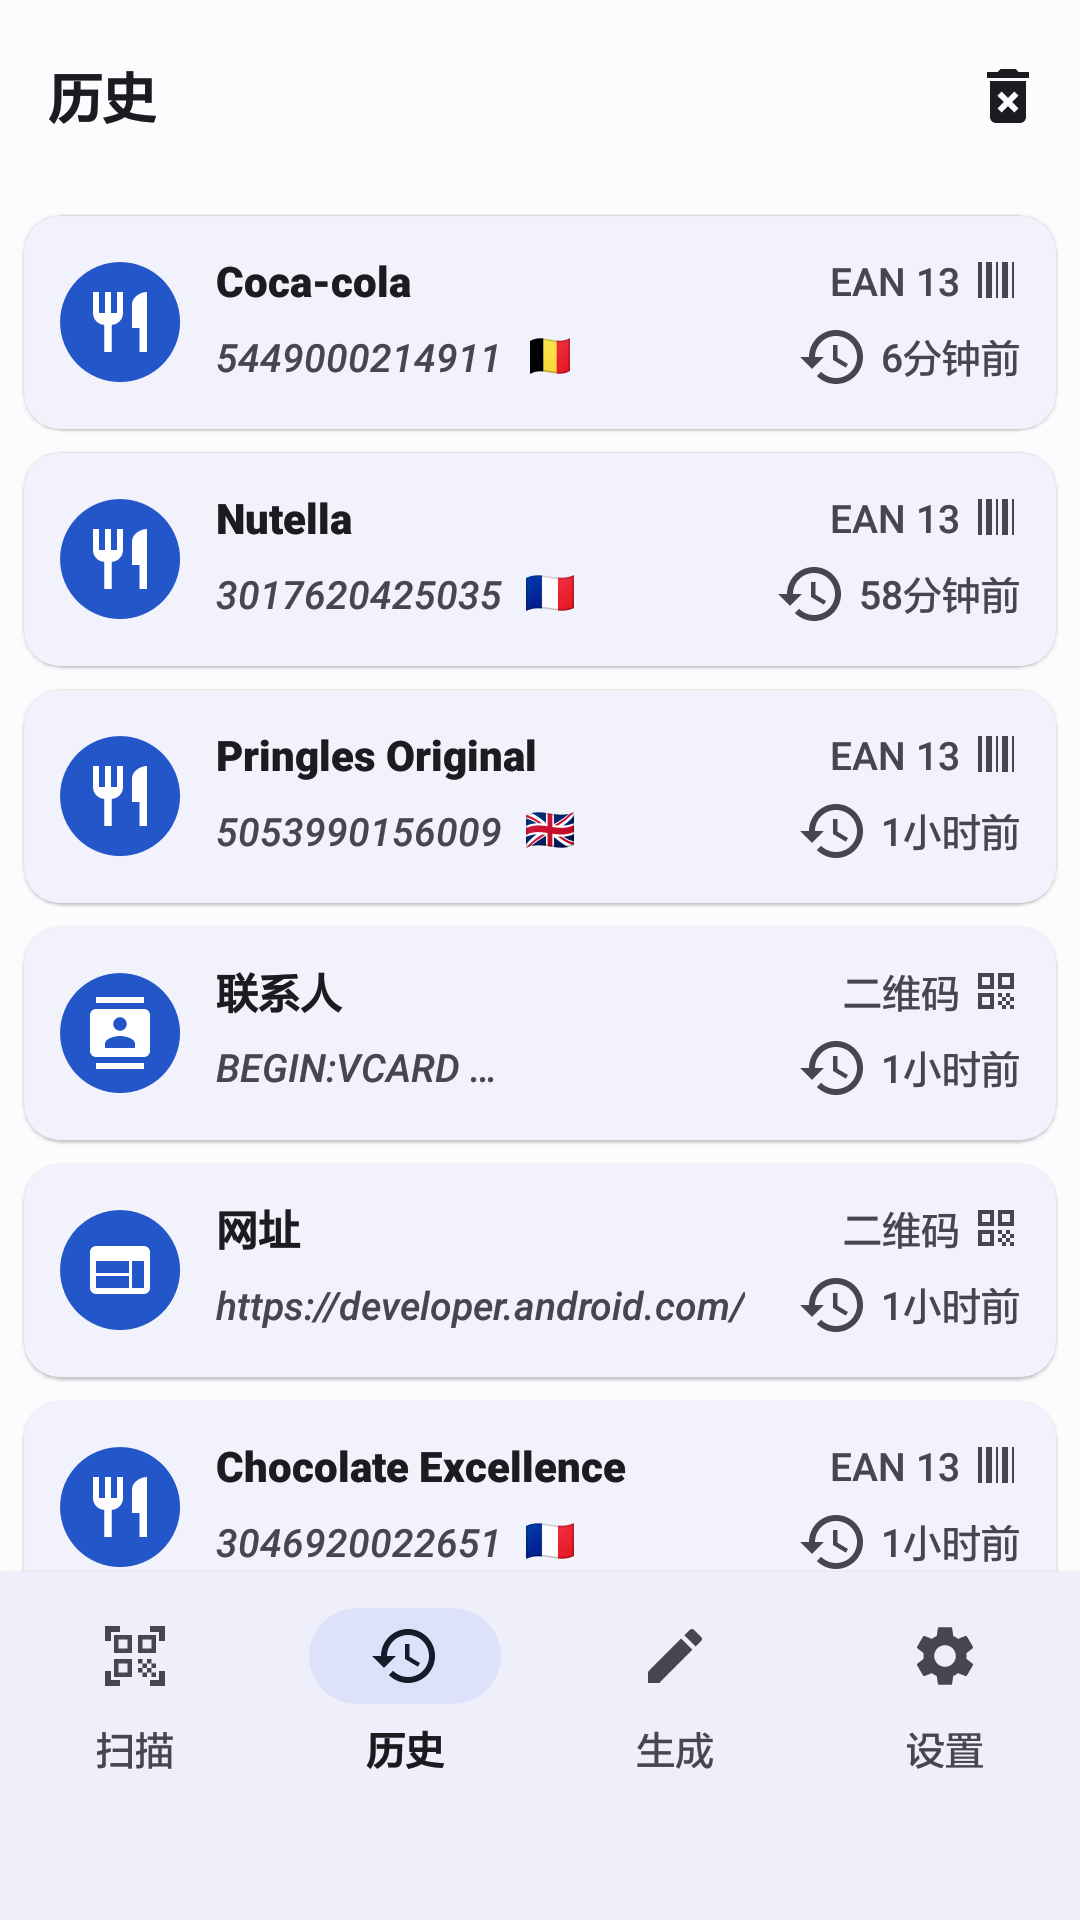 历史
Coca-cola
EAN 13
5449000214911
6分钟前
Nutella
EAN 13
3017620425035
58分钟前
Pringles Original
EAN 13
5053990156009
1小时前
联系人
二维码
BEGIN:VCARD ...
1小时前
网址
二维码
https://developer.android.com/
1小时前
Chocolate Excellence
EAN 13
3046920022651
1小时前
扫描
历史
生成
设置